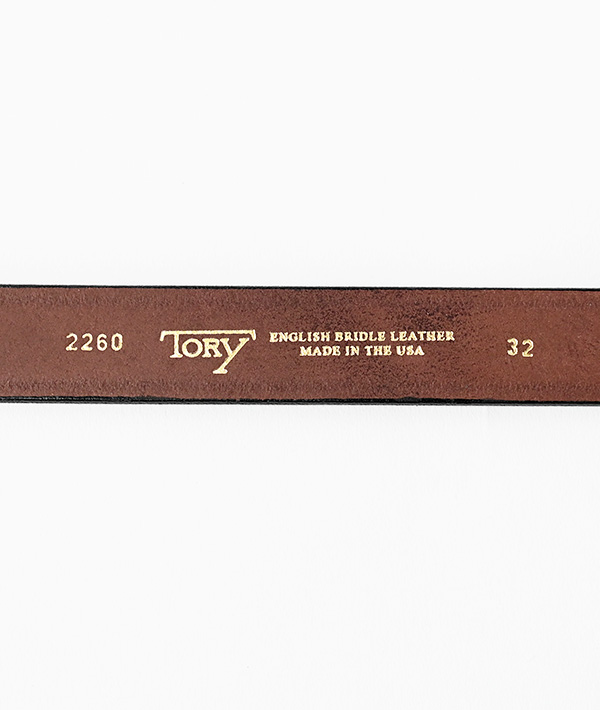 2260
TORY
ENGLISH BRIDLE LEATHER
MADE IN THE USA
32